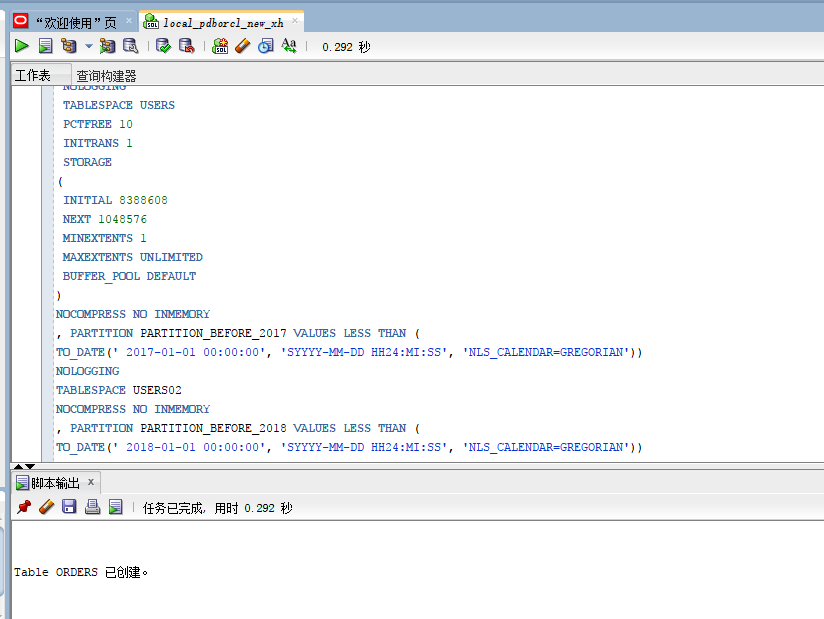 “欢迎使用”页
local_pdborcl_new_xh
0.292 秒
工作表 查询构建器
NOLOGGING
TABLESPACE USERS
PCTFREE 10
INITRANS 1
STORAGE
(
INITIAL 8388608
NEXT 1048576
MINEXTENTS 1
MAXEXTENTS UNLIMITED
BUFFER_POOL DEFAULT
)
NOCOMPRESS NO INMEMORY
, PARTITION PARTITION_BEFORE_2017 VALUES LESS THAN (
TO_DATE(' 2017-01-01 00:00:00', 'SYYYY-MM-DD HH24:MI:SS', 'NLS_CALENDAR=GREGORIAN'))
NOLOGGING
TABLESPACE USERS02
NOCOMPRESS NO INMEMORY
, PARTITION PARTITION_BEFORE_2018 VALUES LESS THAN (
TO_DATE(' 2018-01-01 00:00:00', 'SYYYY-MM-DD HH24:MI:SS', 'NLS_CALENDAR=GREGORIAN'))
脚本输出 x
任务已完成, 用时 0.292 秒
Table ORDERS 已创建。